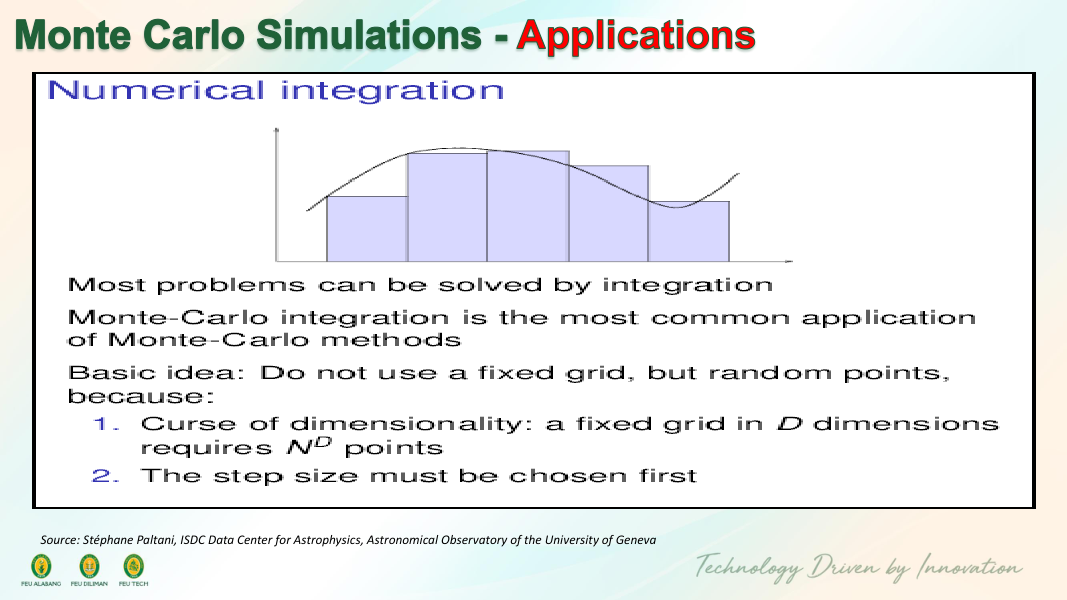 Monte Carlo Simulations - Applications
Numerical integration
Most problems can be solved by integration
Monte-Carlo integration is the most common application
of Monte-Carlo methods
Basic idea: Do not use a fixed grid, but random points,
because:
1. Curse of dimensionality: a fixed grid in D dimensions
requires N^D points
2. The step size must be chosen first
Source: Stéphane Paltani, ISDC Data Center for Astrophysics, Astronomical Observatory of the University of Geneva
FEU ALABANG FEU DILIMAN FEU TECH
Technology Driven by Innovation